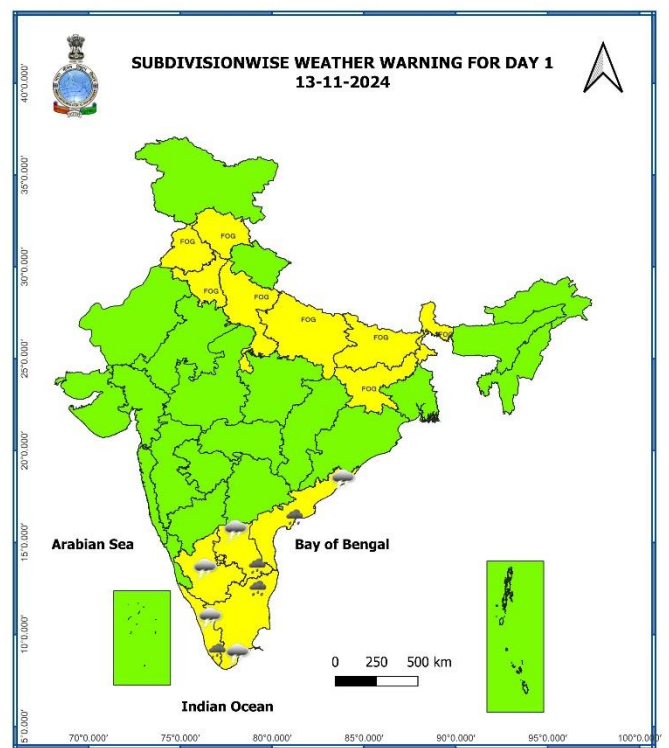 SUBDIVISIONWISE WEATHER WARNING FOR DAY 1
13-11-2024
40°0.000'
35°0.000'
FOG
FOG
30°0.000'
FOG
FOG
FOG
FOG
FOG
25°0.000'
FOG
20°0.000'
15°0.000'
Arabian Sea
Bay of Bengal
10°0.000'
0 250 500 km
Indian Ocean
5°0.000'
70°0.000' 75°0.000' 80°0.000' 85°0.000' 90°0.000' 95°0.000' 100°0.000'